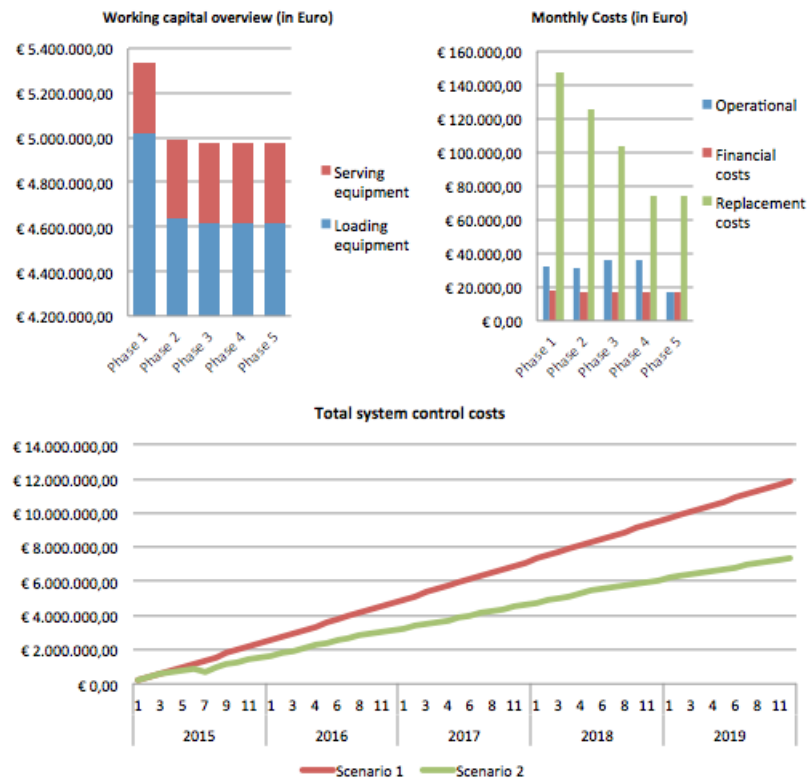 Working capital overview (in Euro)
€ 5.400.000,00
€ 5.200.000,00
€ 5.000.000,00
€ 4.800.000,00
€ 4.600.000,00
€ 4.400.000,00
€ 4.200.000,00
Phase 1
Phase 2
Phase 3
Phase 4
Phase 5
Serving
equipment
Loading
equipment
Monthly Costs (in Euro)
€ 160.000,00
€ 140.000,00
€ 120.000,00
€ 100.000,00
€ 80.000,00
€ 60.000,00
€ 40.000,00
€ 20.000,00
€ 0,00
Phase 1
Phase 2
Phase 3
Phase 4
Phase 5
Operational
Financial
costs
Replacement
costs
Total system control costs
€ 14.000.000,00
€ 12.000.000,00
€ 10.000.000,00
€ 8.000.000,00
€ 6.000.000,00
€ 4.000.000,00
€ 2.000.000,00
€ 0,00
1 3 5 7 9 11 1 3 4 6 8 10 1 3 5 7 9 11 1 3 4 6 8 10 1 3 4 6 8 11
2015 2016 2017 2018 2019
Scenario 1 Scenario 2